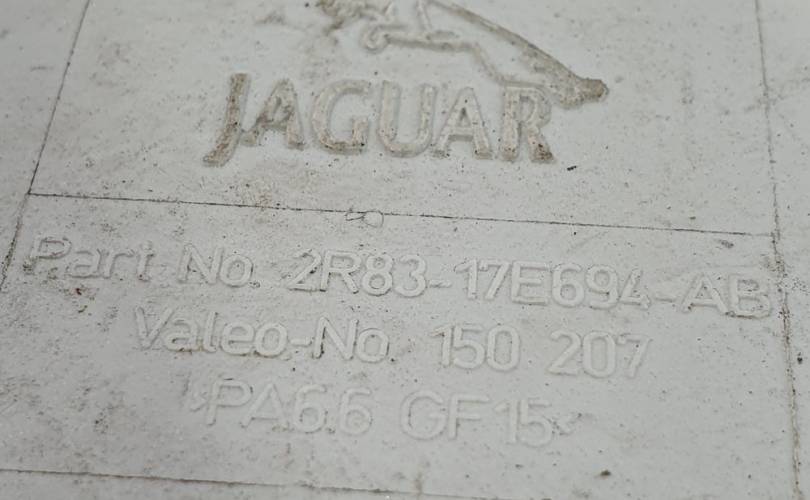 JAGUAR
Part No 2R83-17E694-AB
Valeo-No 150 207
>PA6.6 GF15<